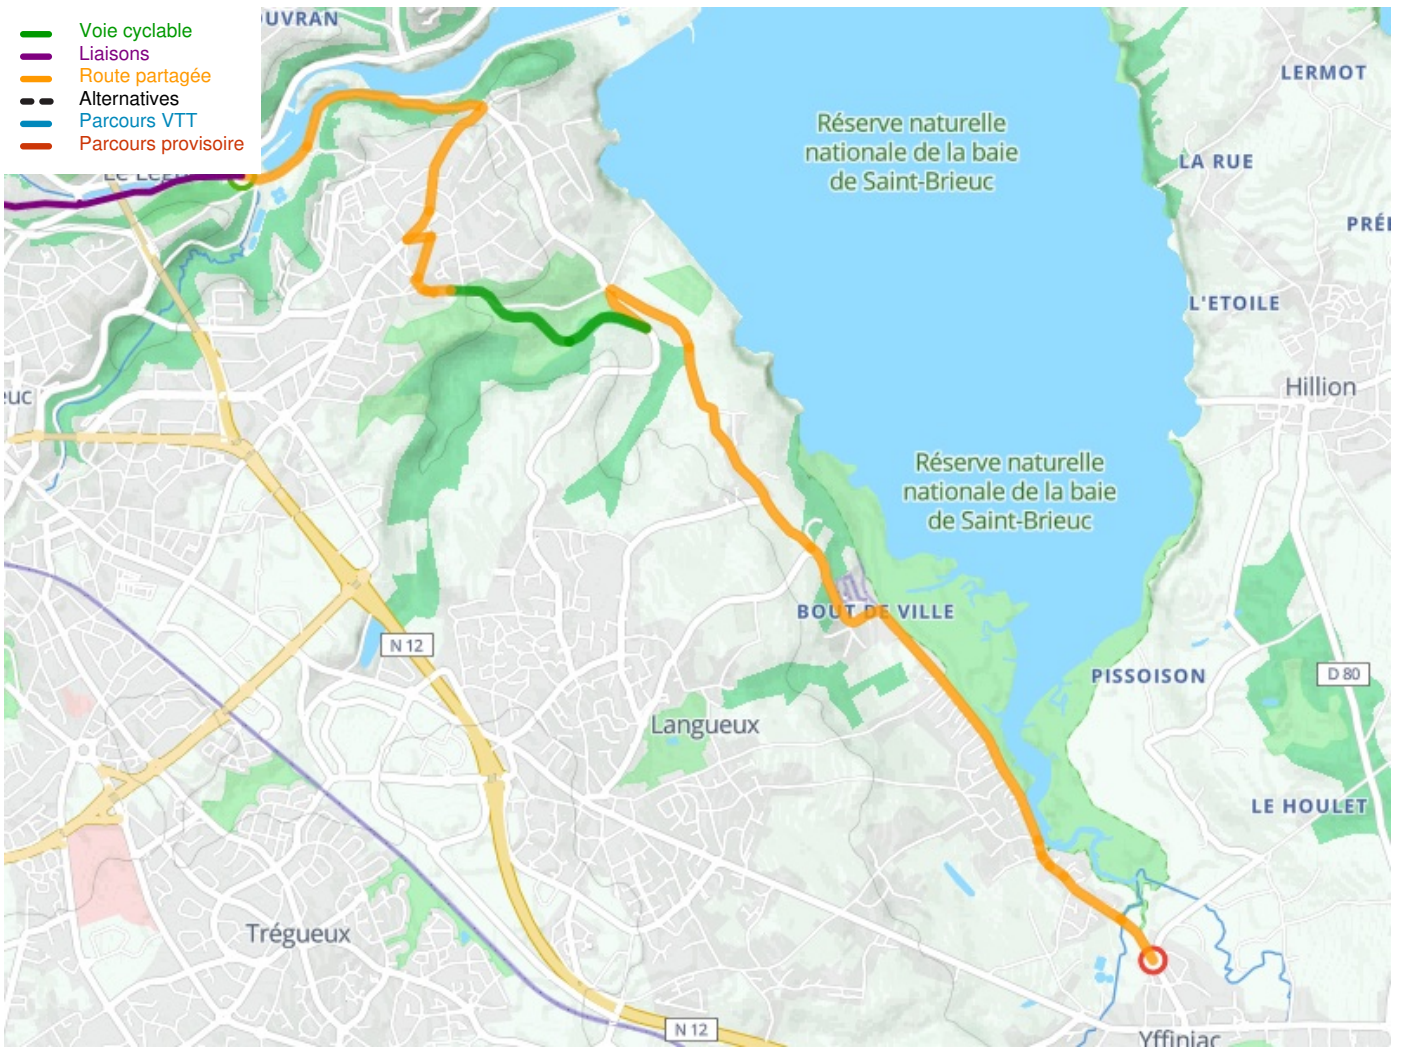 Voie cyclable
Liaisons
Route partagée
Alternatives
Parcours VTT
Parcours provisoire
LERMOT
Réserve naturelle
nationale de la baie
de Saint-Brieuc
LA RUE
L'ETOILE
Hillion
Réserve naturelle
nationale de la baie
de Saint-Brieuc
BOUT DE VILLE
N 12
PISSOISON
D 80
Langueux
LE HOULET
Trégueux
N 12
Yffiniac